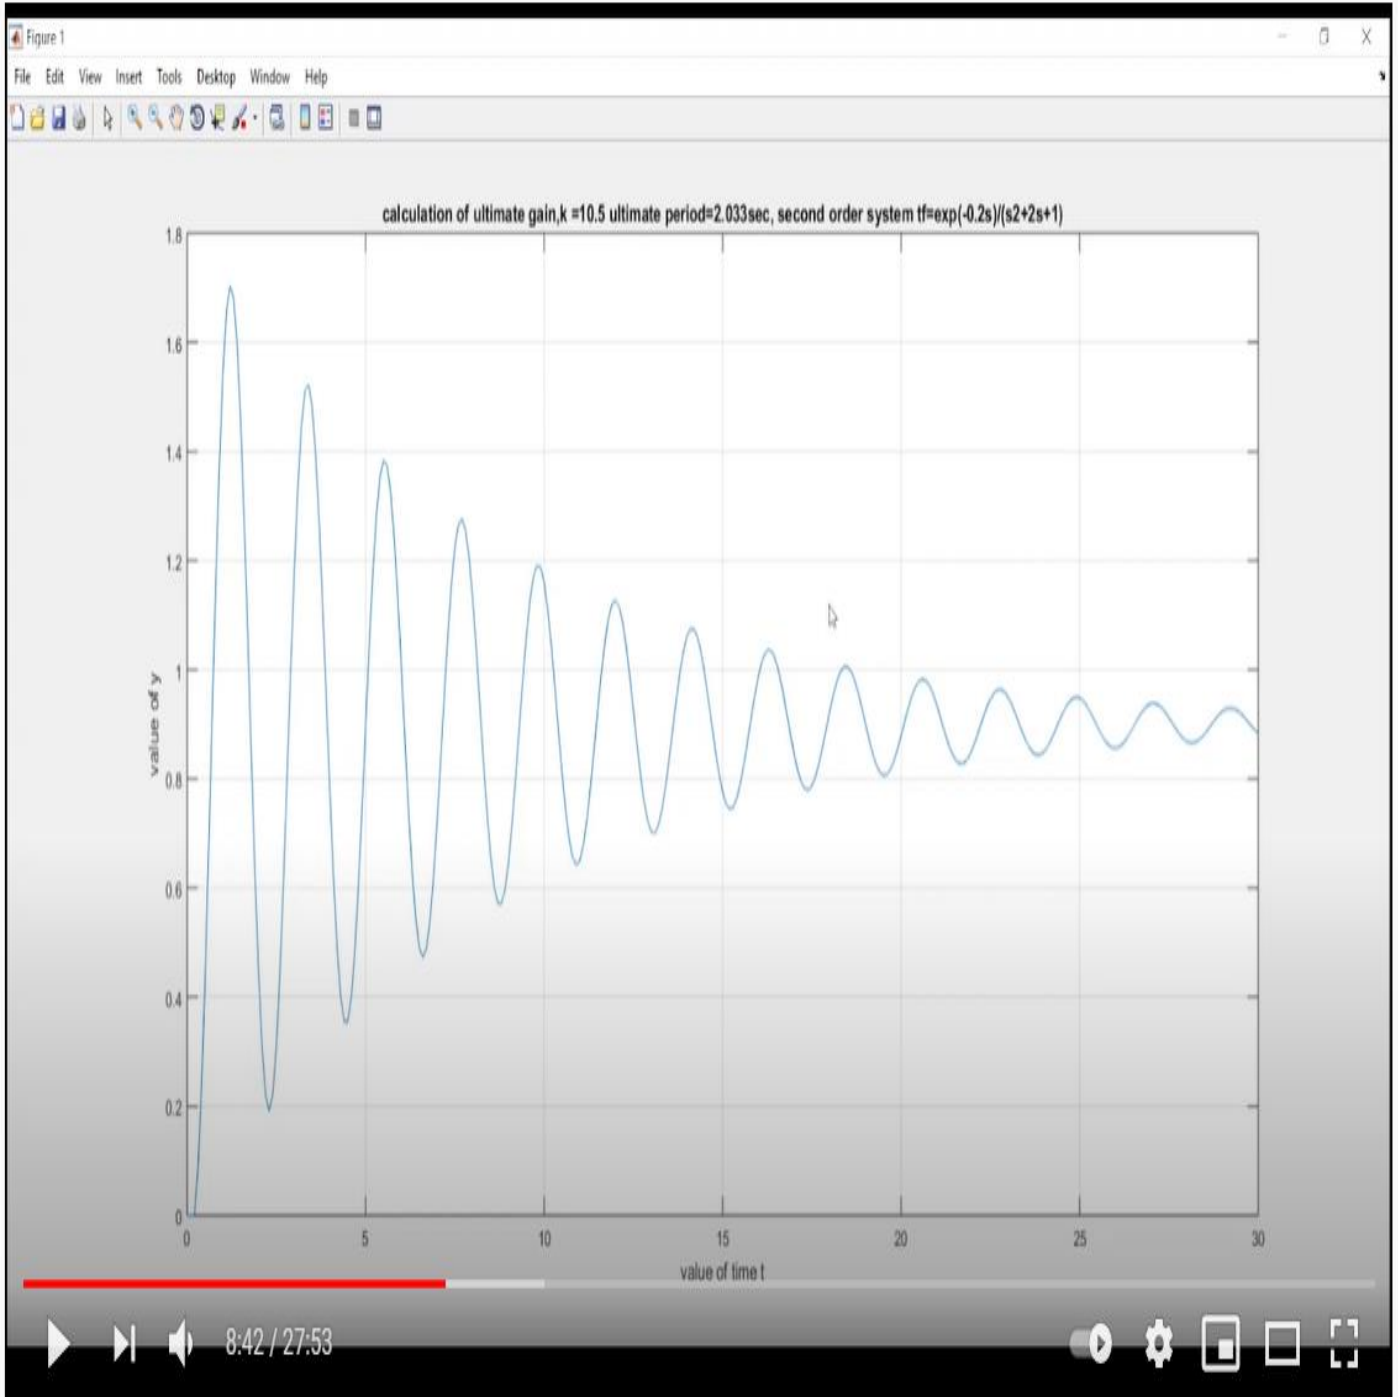 Figure 1
File Edit View Insert Tools Desktop Window Help
calculation of ultimate gain,k =10.5 ultimate period=2.033sec, second order system tf=exp(-0.2s)/(s2+2s+1)
1.8
1.6
1.4
1.2
1
0.8
0.6
0.4
0.2
0
value of y
0 5 10 15 20 25 30
value of time t
8:42 / 27:53